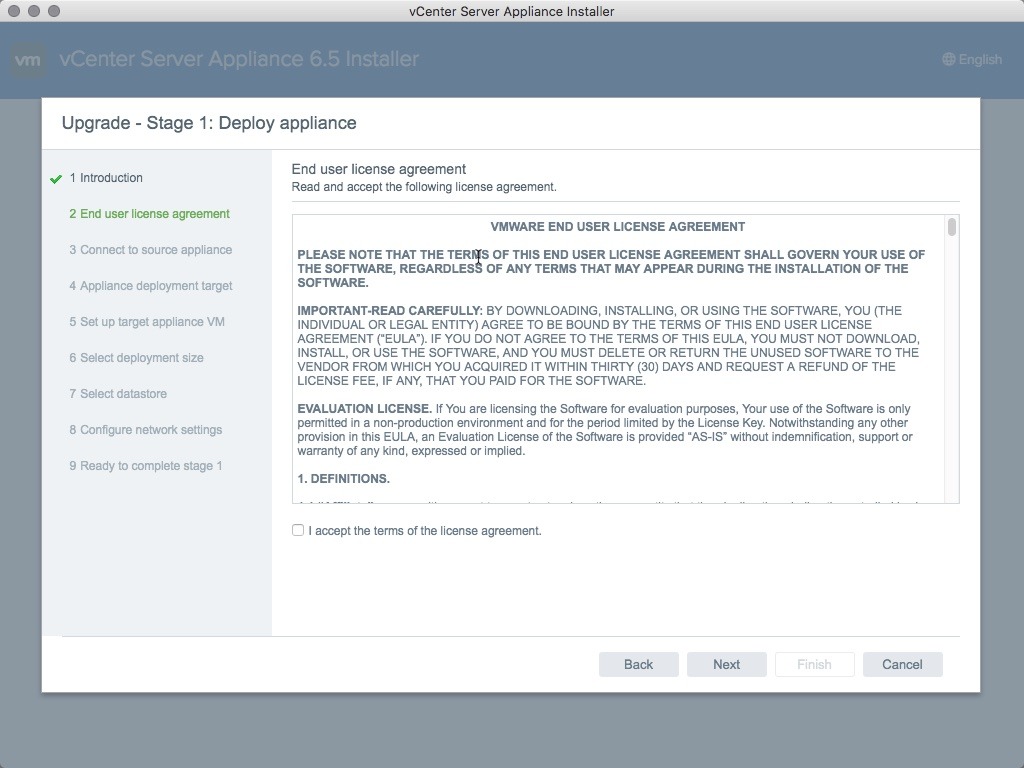 vCenter Server Appliance Installer
vm vCenter Server Appliance 6.5 Installer
English
Upgrade - Stage 1: Deploy appliance
1 Introduction
2 End user license agreement
3 Connect to source appliance
4 Appliance deployment target
5 Set up target appliance VM
6 Select deployment size
7 Select datastore
8 Configure network settings
9 Ready to complete stage 1
End user license agreement
Read and accept the following license agreement.
VMWARE END USER LICENSE AGREEMENT
PLEASE NOTE THAT THE TERMS OF THIS END USER LICENSE AGREEMENT SHALL GOVERN YOUR USE OF
THE SOFTWARE, REGARDLESS OF ANY TERMS THAT MAY APPEAR DURING THE INSTALLATION OF THE
SOFTWARE.
IMPORTANT-READ CAREFULLY: BY DOWNLOADING, INSTALLING, OR USING THE SOFTWARE, YOU (THE
INDIVIDUAL OR LEGAL ENTITY) AGREE TO BE BOUND BY THE TERMS OF THIS END USER LICENSE
AGREEMENT (“EULA”). IF YOU DO NOT AGREE TO THE TERMS OF THIS EULA, YOU MUST NOT DOWNLOAD,
INSTALL, OR USE THE SOFTWARE, AND YOU MUST DELETE OR RETURN THE UNUSED SOFTWARE TO THE
VENDOR FROM WHICH YOU ACQUIRED IT WITHIN THIRTY (30) DAYS AND REQUEST A REFUND OF THE
LICENSE FEE, IF ANY, THAT YOU PAID FOR THE SOFTWARE.
EVALUATION LICENSE. If You are licensing the Software for evaluation purposes, Your use of the Software is only
permitted in a non-production environment and for the period limited by the License Key. Notwithstanding any other
provision in this EULA, an Evaluation License of the Software is provided “AS-IS” without indemnification, support or
warranty of any kind, expressed or implied.
1. DEFINITIONS.
I accept the terms of the license agreement.
Back
Next
Finish
Cancel